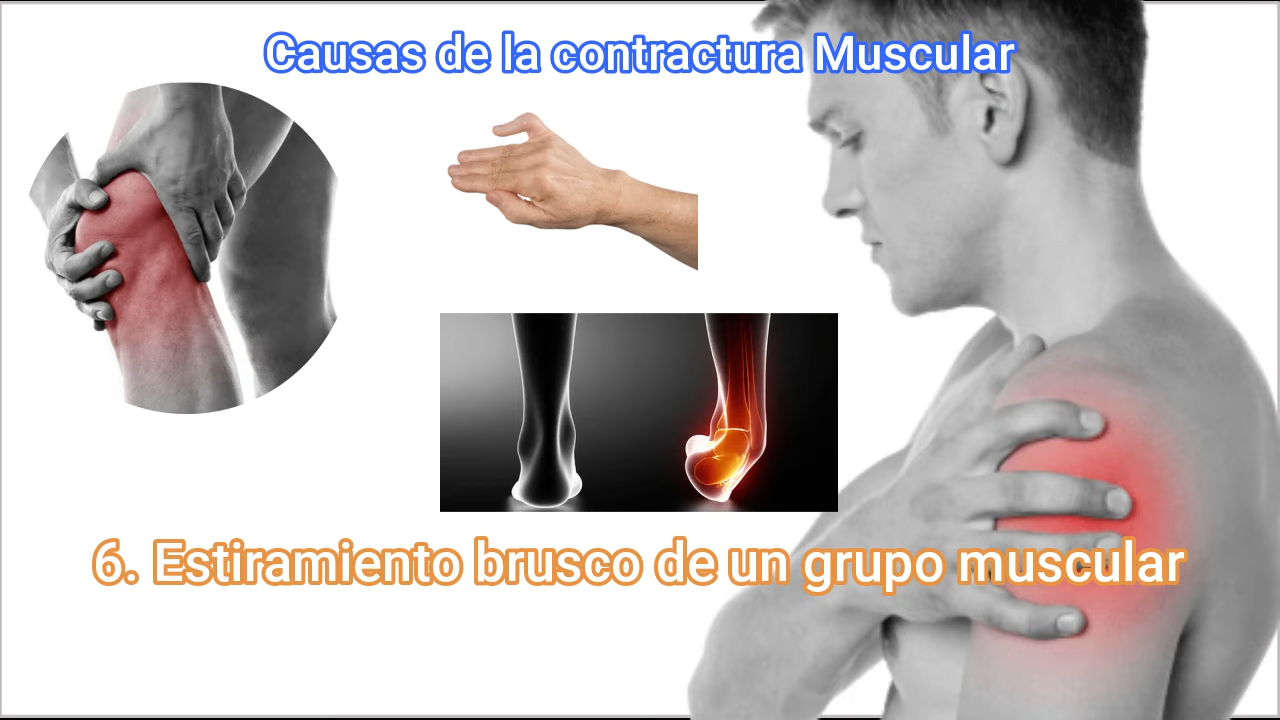 Causas de la contractura Muscular
6. Estiramiento brusco de un grupo muscular